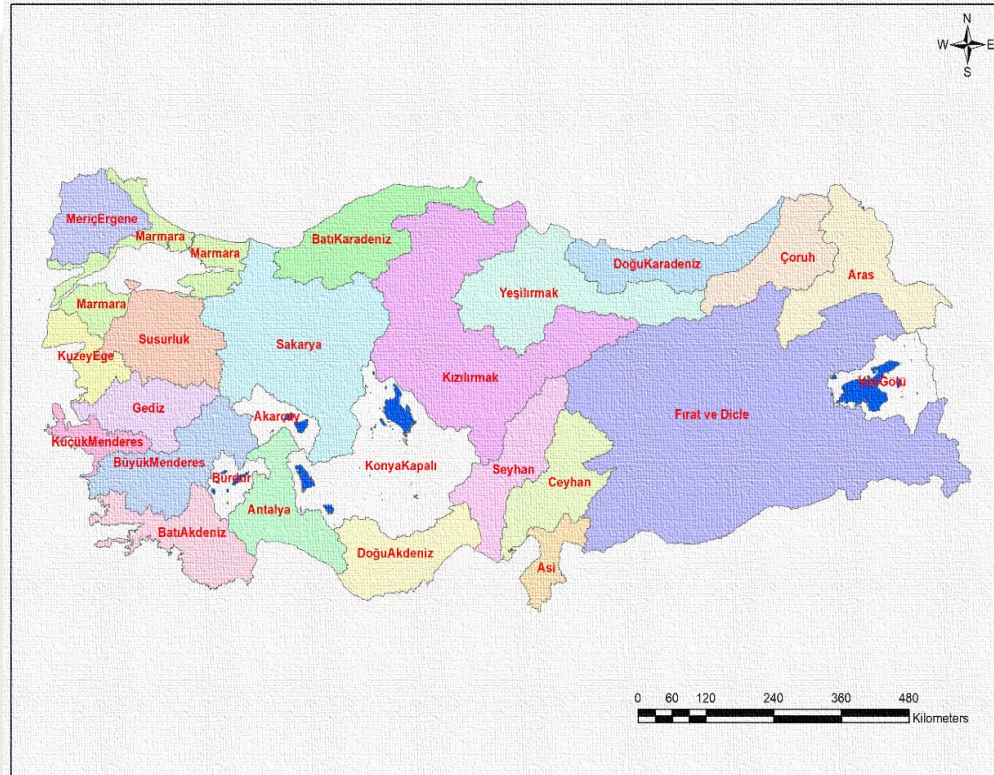 N
W E
S
MeriçErgene
Marmara
Marmara
BatıKaradeniz
DoğuKaradeniz
Çoruh
Aras
Yeşilırmak
Marmara
Susurluk
Sakarya
KuzeyEge
Kızılırmak
VanGolü
Gediz
Akarçay
Fırat ve Dicle
KüçükMenderes
BüyükMenderes
Burdur
KonyaKapalı
Seyhan
Ceyhan
Antalya
BatıAkdeniz
DoğuAkdeniz
Asi
0 60 120 240 360 480
Kilometers